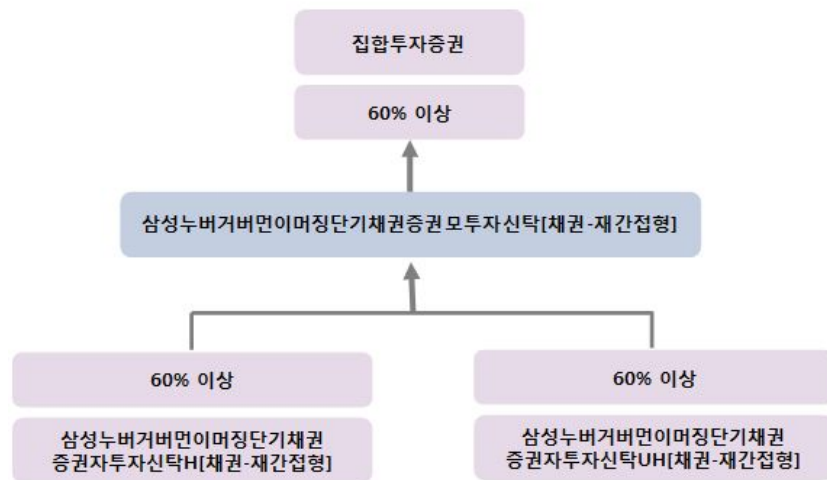 집합투자증권
60% 이상
삼성누버거버먼이머징단기채권증권모투자신탁[채권-재간접형]
60% 이상
삼성누버거버먼이머징단기채권
증권자투자신탁H[채권-재간접형]
60% 이상
삼성누버거버먼이머징단기채권
증권자투자신탁UH[채권-재간접형]